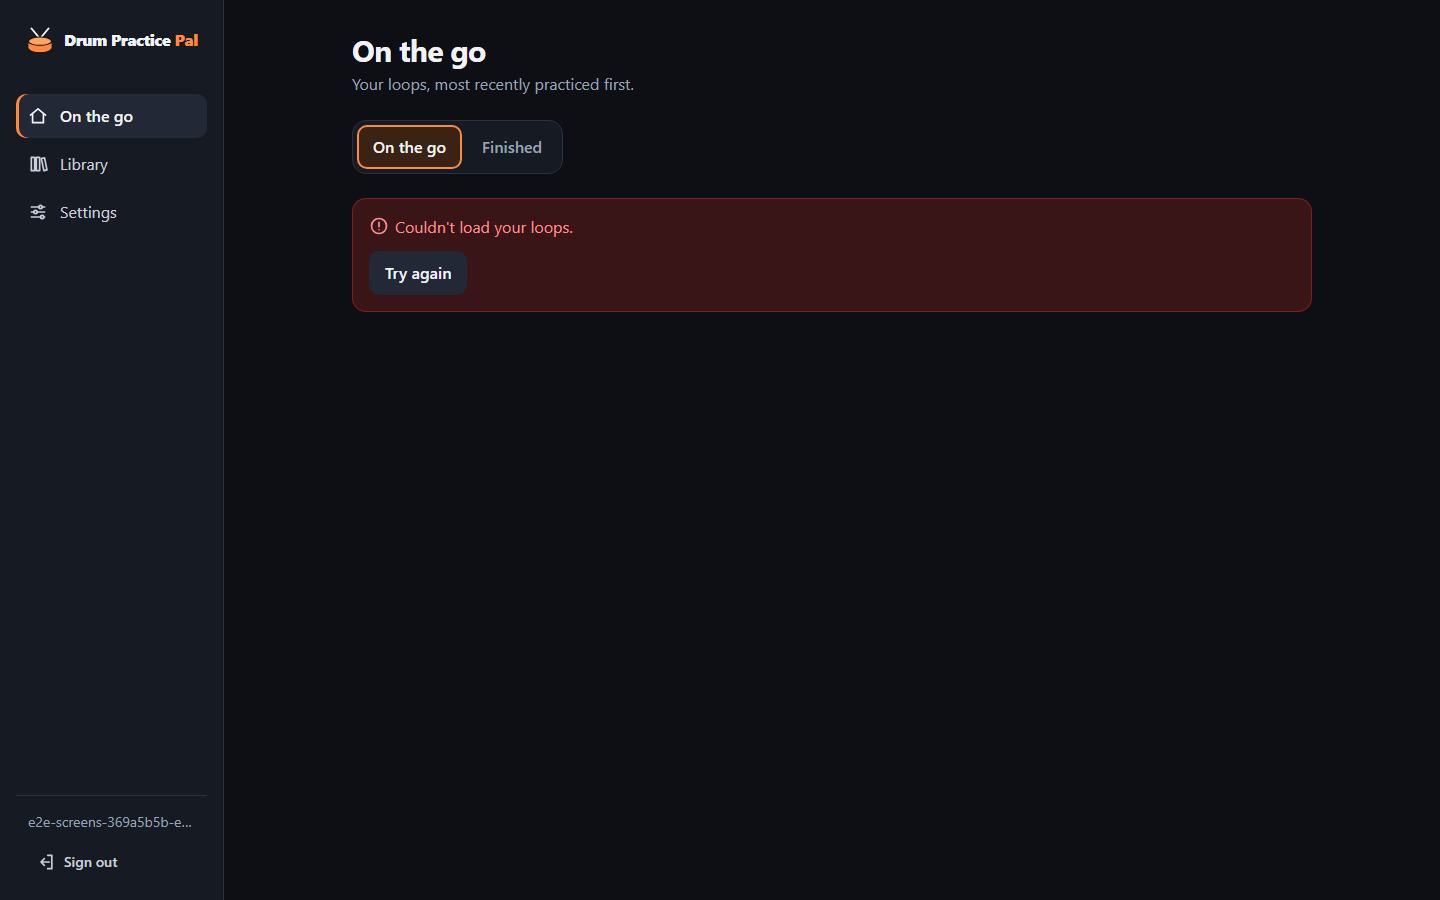 Drum Practice Pal
On the go
Library
Settings
e2e-screens-369a5b5b-e...
Sign out
On the go
Your loops, most recently practiced first.
On the go
Finished
Couldn't load your loops.
Try again